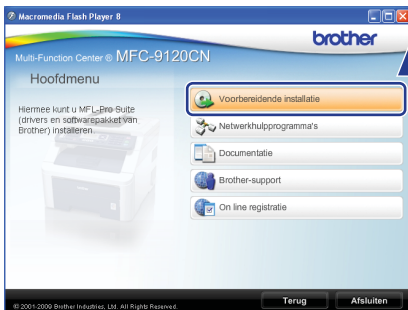 Macromedia Flash Player 8
brother
Multi-Function Center ® MFC-9120CN
Hoofdmenu
Hiermee kunt u MFL-Pro Suite
(drivers en softwarepakket van
Brother) installeren.
Voorbereidende installatie
Netwerkhulpprogramma's
Documentatie
Brother-support
On line registratie
© 2001-2009 Brother Industries, Ltd. All Rights Reserved.
Terug
Afsluiten